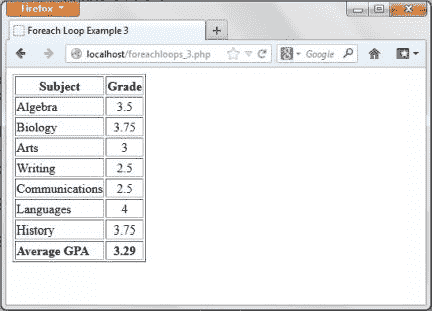 Firefox
Foreach Loop Example 3
localhost/foreachloops_3.php
Google
Subject Grade
Algebra 3.5
Biology 3.75
Arts 3
Writing 2.5
Communications 2.5
Languages 4
History 3.75
Average GPA 3.29